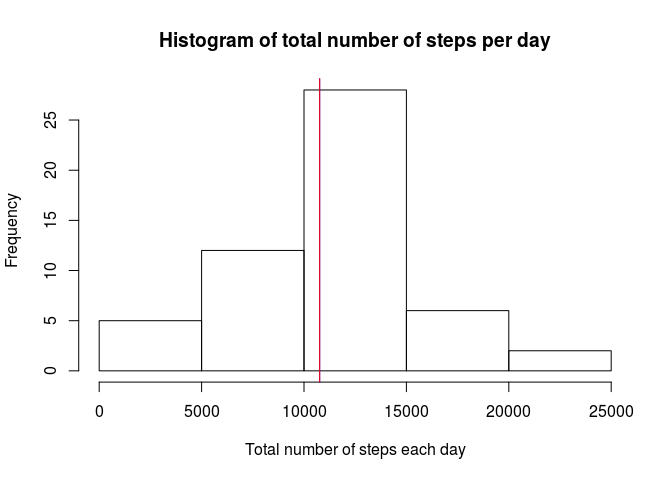 Histogram of total number of steps per day
Frequency
25
20
15
10
5
0
0 5000 10000 15000 20000 25000
Total number of steps each day